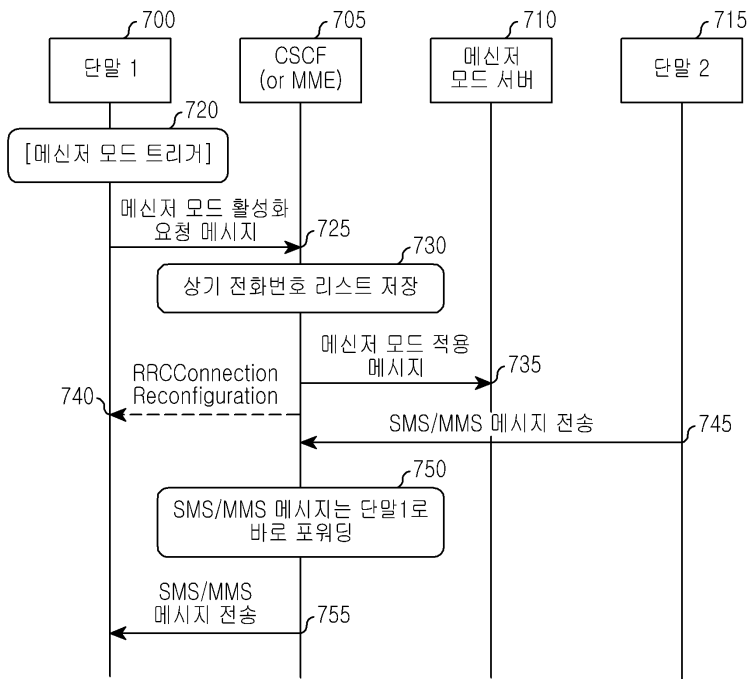 700
705
710
715
단말 1
CSCF
(or MME)
메신저
모드 서버
단말 2
720
[메신저 모드 트리거]
메신저 모드 활성화
요청 메시지
725
730
상기 전화번호 리스트 저장
메신저 모드 적용
메시지
735
RRCConnection
Reconfiguration
740
SMS/MMS 메시지 전송
745
750
SMS/MMS 메시지는 단말1로
바로 포워딩
SMS/MMS
메시지 전송
755